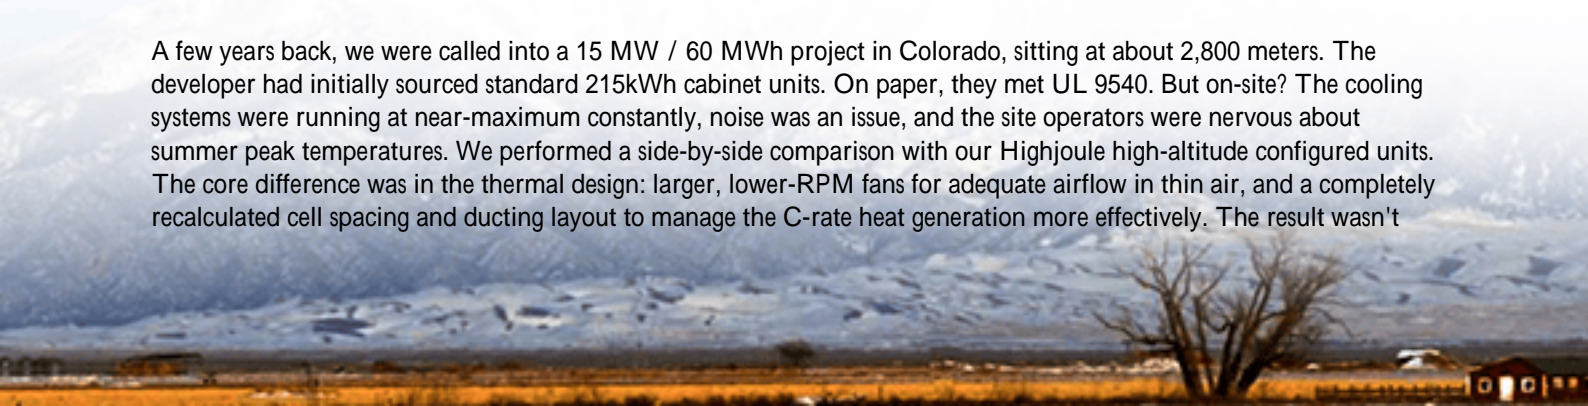 A few years back, we were called into a 15 MW / 60 MWh project in Colorado, sitting at about 2,800 meters. The
developer had initially sourced standard 215kWh cabinet units. On paper, they met UL 9540. But on-site? The cooling
systems were running at near-maximum constantly, noise was an issue, and the site operators were nervous about
summer peak temperatures. We performed a side-by-side comparison with our Highjoule high-altitude configured units.
The core difference was in the thermal design: larger, lower-RPM fans for adequate airflow in thin air, and a completely
recalculated cell spacing and ducting layout to manage the C-rate heat generation more effectively. The result wasn't